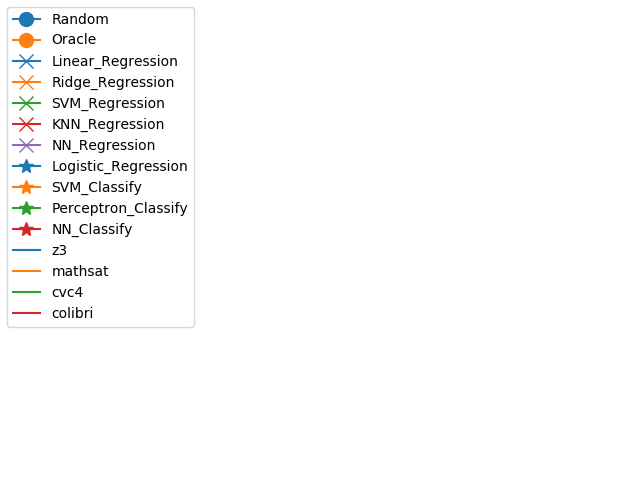 Random
Oracle
Linear_Regression
Ridge_Regression
SVM_Regression
KNN_Regression
NN_Regression
Logistic_Regression
SVM_Classify
Perceptron_Classify
NN_Classify
z3
mathsat
cvc4
colibri